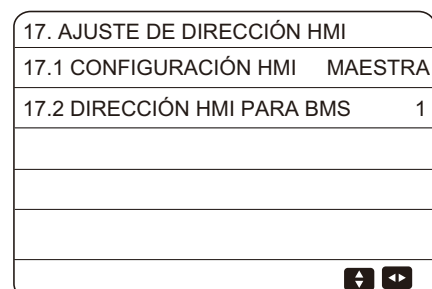 17. AJUSTE DE DIRECCIÓN HMI
17.1 CONFIGURACIÓN HMI MAESTRA
17.2 DIRECCIÓN HMI PARA BMS 1